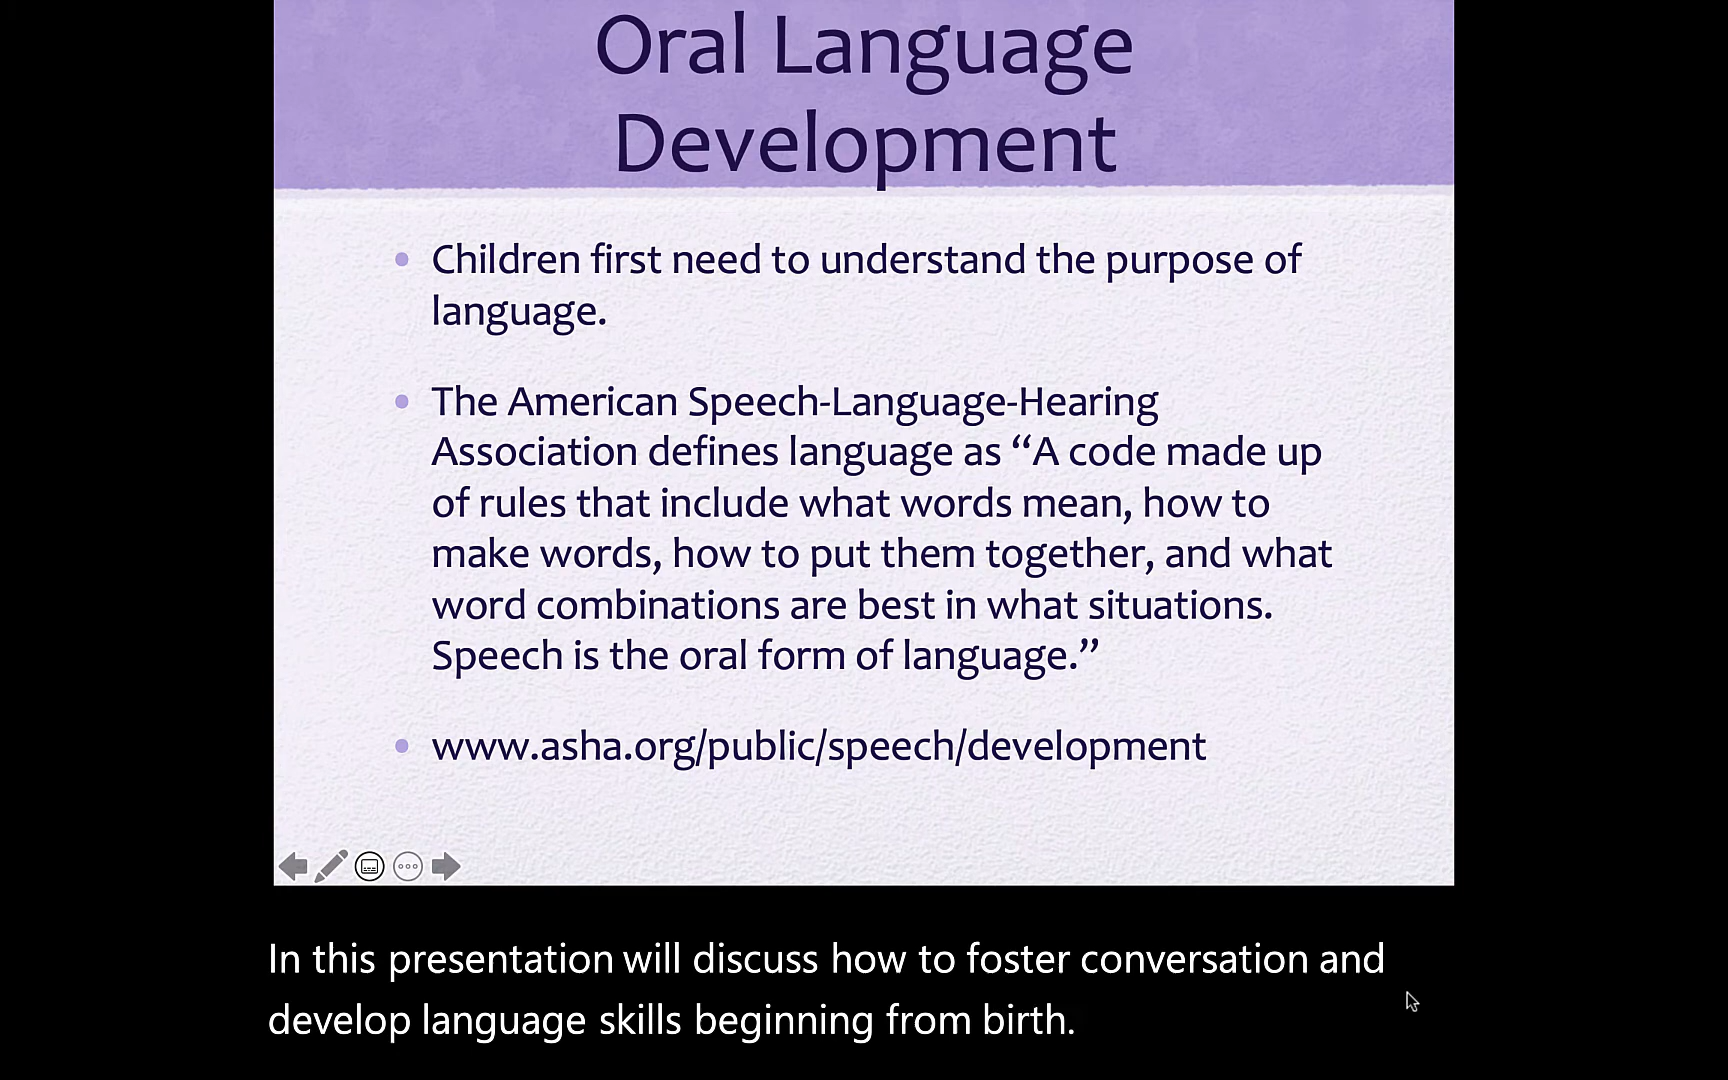 Oral Language
Development
• Children first need to understand the purpose of
language.
• The American Speech-Language-Hearing
Association defines language as “A code made up
of rules that include what words mean, how to
make words, how to put them together, and what
word combinations are best in what situations.
Speech is the oral form of language.”
• www.asha.org/public/speech/development
In this presentation will discuss how to foster conversation and
develop language skills beginning from birth.